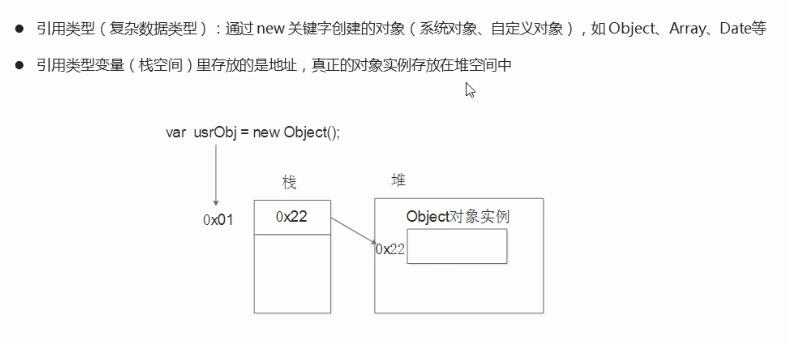 ● 引用类型（复杂数据类型）：通过 new 关键字创建的对象（系统对象、自定义对象），如 Object、Array、Date等
● 引用类型变量（栈空间）里存放的是地址，真正的对象实例存放在堆空间中
var usrObj = new Object();
栈
堆
0x01
0x22
Object对象实例
0x22